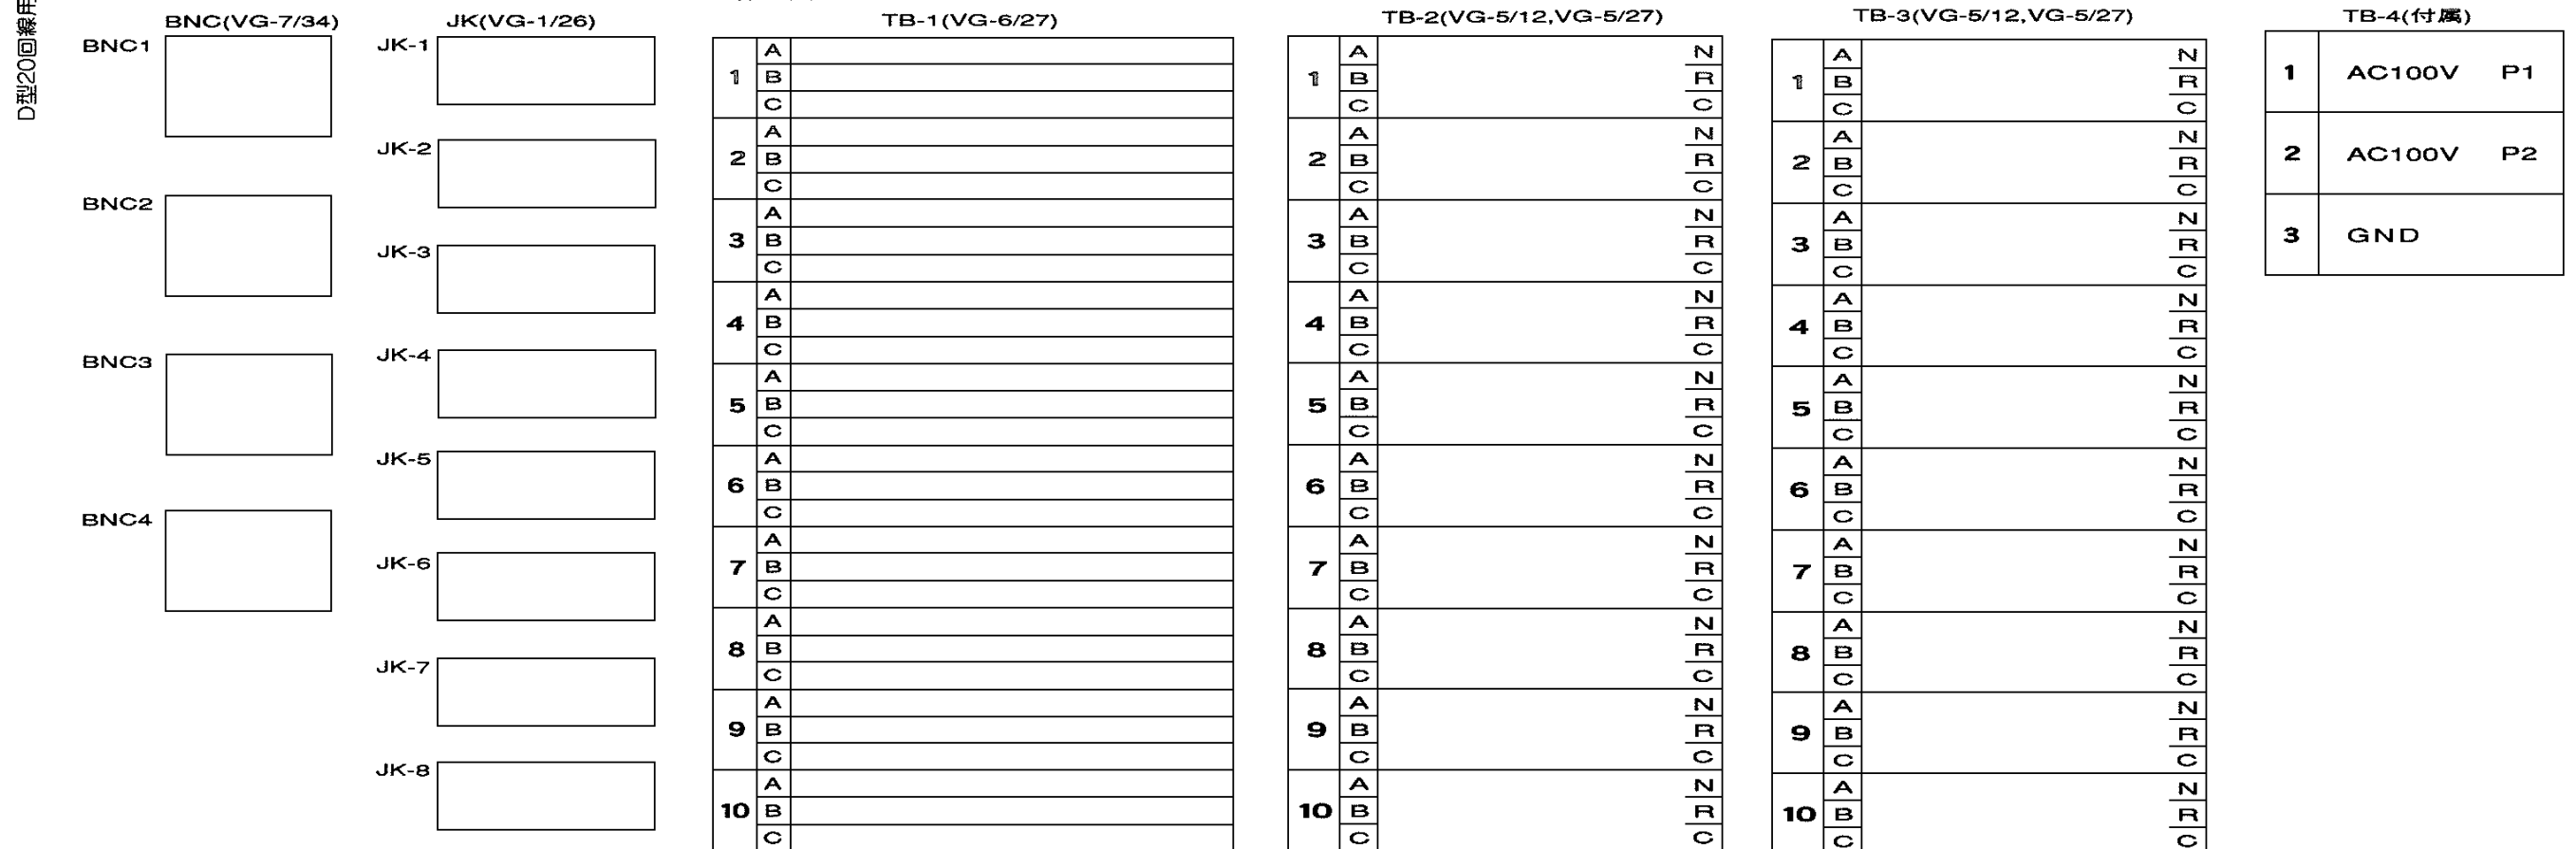 D型20回線用
BNC(VG-7/34)
BNC1
BNC2
BNC3
BNC4
JK(VG-1/26)
JK-1
JK-2
JK-3
JK-4
JK-5
JK-6
JK-7
JK-8
TB-1(VG-6/27)
1 A
B
C
2 A
B
C
3 A
B
C
4 A
B
C
5 A
B
C
6 A
B
C
7 A
B
C
8 A
B
C
9 A
B
C
10 A
B
C
TB-2(VG-5/12,VG-5/27)
1 A N
B R
C C
2 A N
B R
C C
3 A N
B R
C C
4 A N
B R
C C
5 A N
B R
C C
6 A N
B R
C C
7 A N
B R
C C
8 A N
B R
C C
9 A N
B R
C C
10 A N
B R
C C
TB-3(VG-5/12,VG-5/27)
1 A N
B R
C C
2 A N
B R
C C
3 A N
B R
C C
4 A N
B R
C C
5 A N
B R
C C
6 A N
B R
C C
7 A N
B R
C C
8 A N
B R
C C
9 A N
B R
C C
10 A N
B R
C C
TB-4(付属)
1 AC100V P1
2 AC100V P2
3 GND